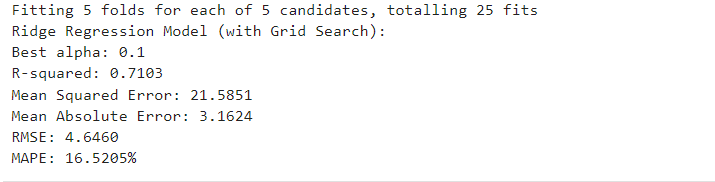 Fitting 5 folds for each of 5 candidates, totalling 25 fits
Ridge Regression Model (with Grid Search):
Best alpha: 0.1
R-squared: 0.7103
Mean Squared Error: 21.5851
Mean Absolute Error: 3.1624
RMSE: 4.6460
MAPE: 16.5205%